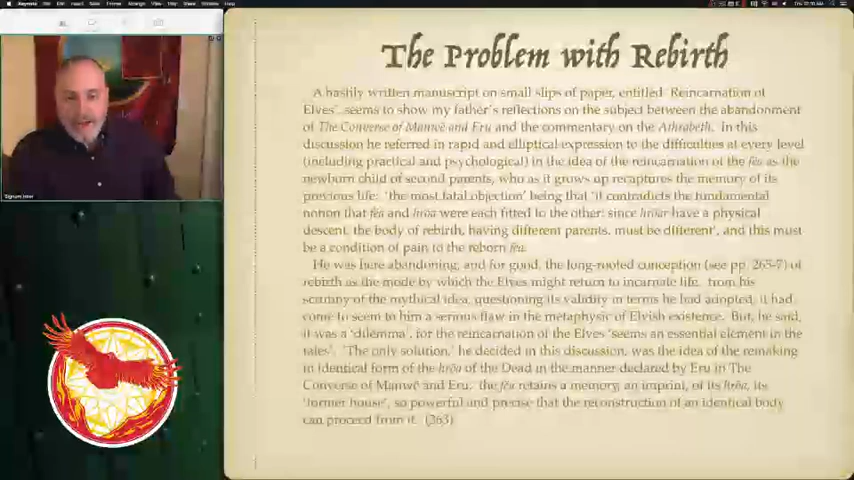 The Problem with Rebirth
A hastily written manuscript on small slips of paper, entitled 'Reincarnation of
Elves', seems to show my father's reflections on the subject between the abandonment
of The Converse of Manwë and Eru and the commentary on the Athrabeth. In this
discussion he referred in rapid and elliptical expression to the difficulties at every level
(including practical and psychological) in the idea of the reincarnation of the fëa as the
newborn child of second parents, who as it grows up recaptures the memory of its
previous life: 'the most fatal objection' being that 'it contradicts the fundamental
notion that fëa and hröa were each fitted to the other: since hröar have a physical
descent, the body of rebirth, having different parents, must be different', and this must
be a condition of pain to the reborn fëa.
He was here abandoning, and for good, the long-rooted conception (see pp. 265-7) of
rebirth as the mode by which the Elves might return to incarnate life. from his
scrutiny of the mythical idea, questioning its validity in terms he had adopted, it had
come to seem to him a serious flaw in the metaphysic of Elvish existence. But, he said,
it was a 'dilemma', for the reincarnation of the Elves 'seems an essential element in the
tales'. 'The only solution,' he decided in this discussion, was the idea of the remaking
in identical form of the hröa of the Dead in the manner declared by Eru in The
Converse of Manwë and Eru: the fëa retains a memory, an imprint, of its hröa, its
'former house', so powerful and precise that the reconstruction of an identical body
can proceed from it. (263)